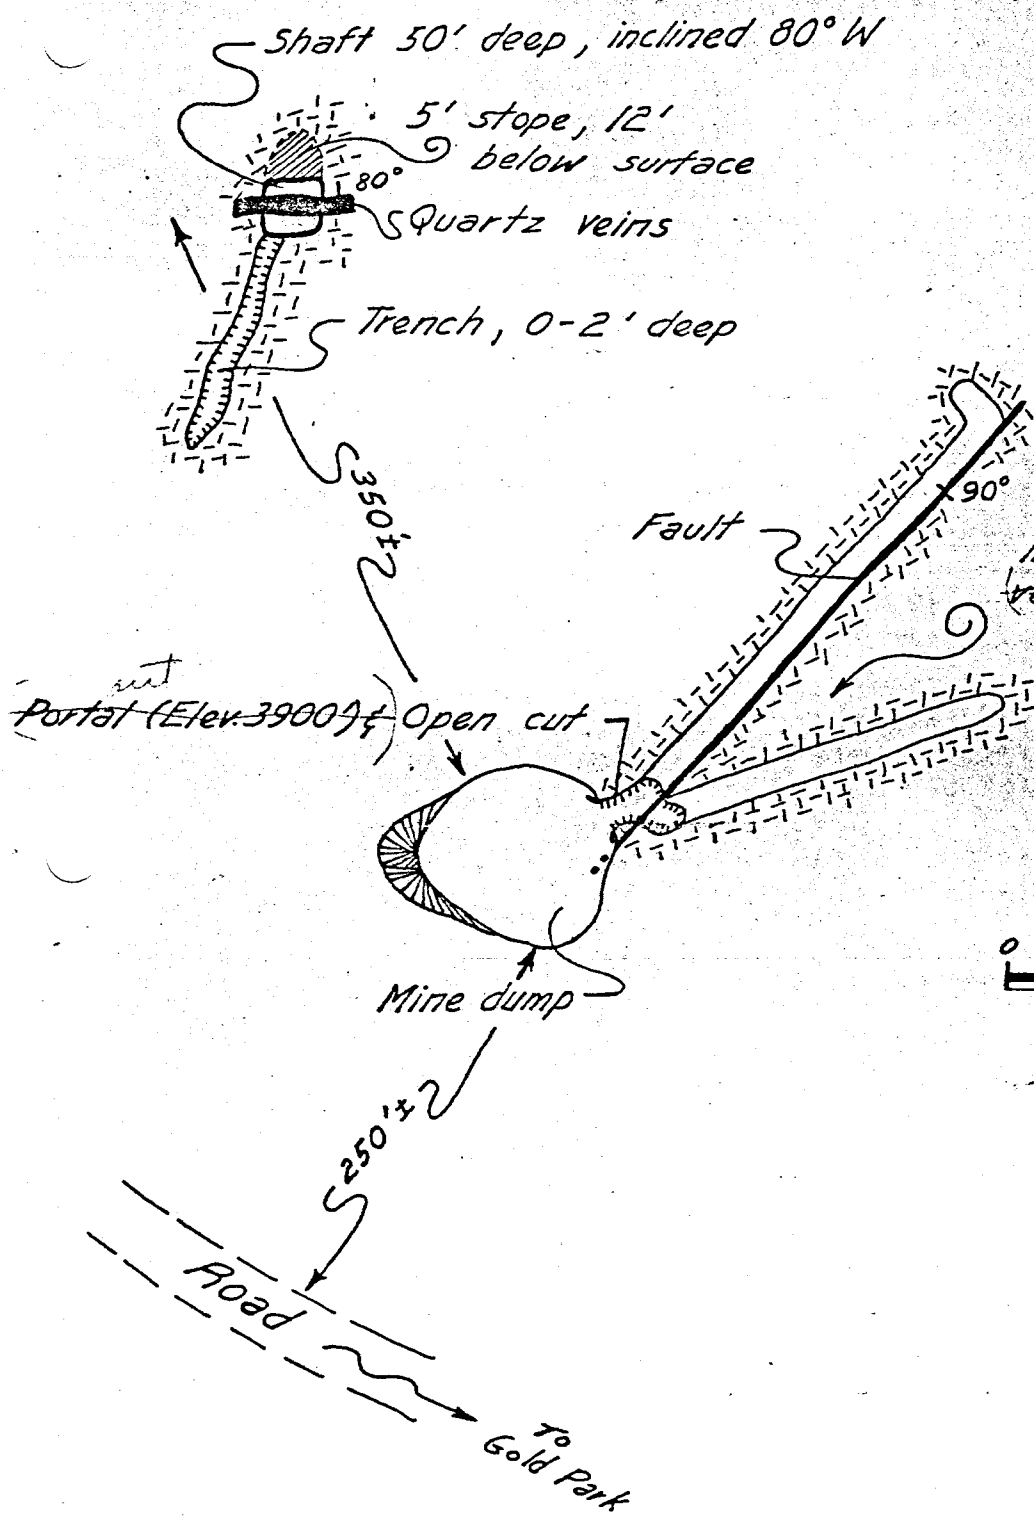 Shaft 50' deep, inclined 80° W
5' stope, 12'
below surface
80°
Quartz veins
Trench, 0-2' deep
350'±
90°
Fault
Portal (Elev. 3900') & Open cut
Mine dump
0
250'±
Road
To
Gold Park